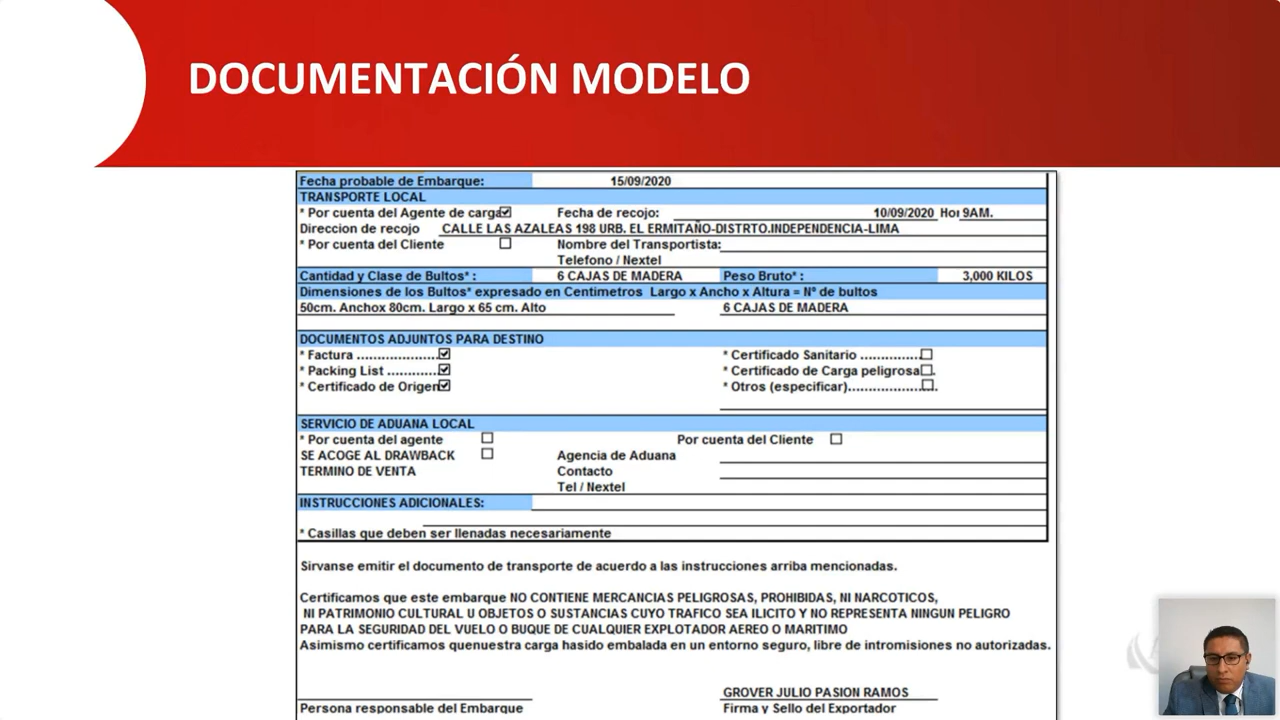 DOCUMENTACIÓN MODELO
Fecha probable de Embarque: 15/09/2020
TRANSPORTE LOCAL
* Por cuenta del Agente de carga Fecha de recojo: 10/09/2020 Hor 9AM.
Direccion de recojo CALLE LAS AZALEAS 198 URB. EL ERMITAÑO-DISTRTO.INDEPENDENCIA-LIMA
* Por cuenta del Cliente Nombre del Transportista:
Telefono / Nextel
Cantidad y Clase de Bultos* : 6 CAJAS DE MADERA Peso Bruto* : 3,000 KILOS
Dimensiones de los Bultos* expresado en Centimetros Largo x Ancho x Altura = Nº de bultos
50cm. Anchox 80cm. Largo x 65 cm. Alto 6 CAJAS DE MADERA
DOCUMENTOS ADJUNTOS PARA DESTINO
* Factura .................... * Certificado Sanitario ...............
* Packing List ............. * Certificado de Carga peligrosa .
* Certificado de Origen * Otros (especificar)......................
SERVICIO DE ADUANA LOCAL
* Por cuenta del agente Por cuenta del Cliente
SE ACOGE AL DRAWBACK Agencia de Aduana
TERMINO DE VENTA Contacto
Tel / Nextel
INSTRUCCIONES ADICIONALES:
* Casillas que deben ser llenadas necesariamente
Sirvanse emitir el documento de transporte de acuerdo a las instrucciones arriba mencionadas.
Certificamos que este embarque NO CONTIENE MERCANCIAS PELIGROSAS, PROHIBIDAS, NI NARCOTICOS,
NI PATRIMONIO CULTURAL U OBJETOS O SUSTANCIAS CUYO TRAFICO SEA ILICITO Y NO REPRESENTA NINGUN PELIGRO
PARA LA SEGURIDAD DEL VUELO O BUQUE DE CUALQUIER EXPLOTADOR AEREO O MARITIMO
Asimismo certificamos quenuestra carga hasido embalada en un entorno seguro, libre de intromisiones no autorizadas.
GROVER JULIO PASION RAMOS
Persona responsable del Embarque Firma y Sello del Exportador